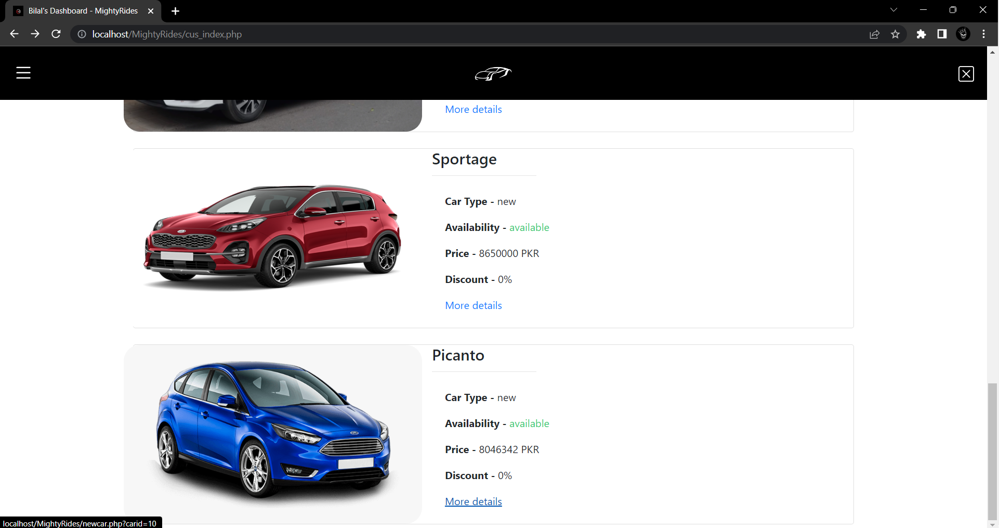 Bilal's Dashboard - MightyRides
localhost/MightyRides/cus_index.php
More details
Sportage
Car Type - new
Availability - available
Price - 8650000 PKR
Discount - 0%
More details
Picanto
Car Type - new
Availability - available
Price - 8046342 PKR
Discount - 0%
More details
localhost/MightyRides/newcar.php?carid=10